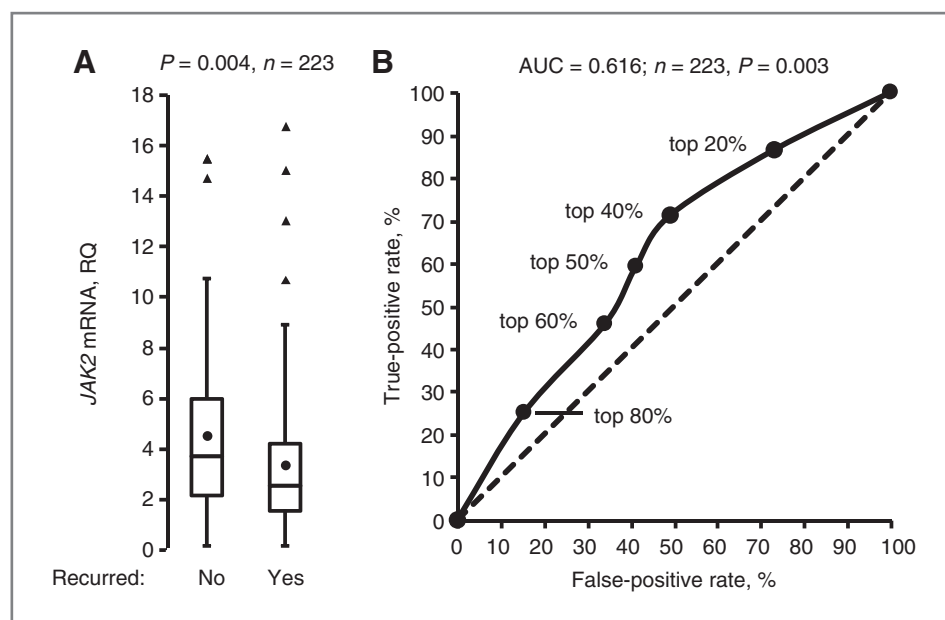 A
P = 0.004, n = 223
18
16
14
12
10
8
6
4
2
0
JAK2 mRNA, RQ
Recurred: No Yes
B
AUC = 0.616; n = 223, P = 0.003
100
90
80
70
60
50
40
30
20
10
0
True-positive rate, %
top 20%
top 40%
top 50%
top 60%
top 80%
0 10 20 30 40 50 60 70 80 90 100
False-positive rate, %